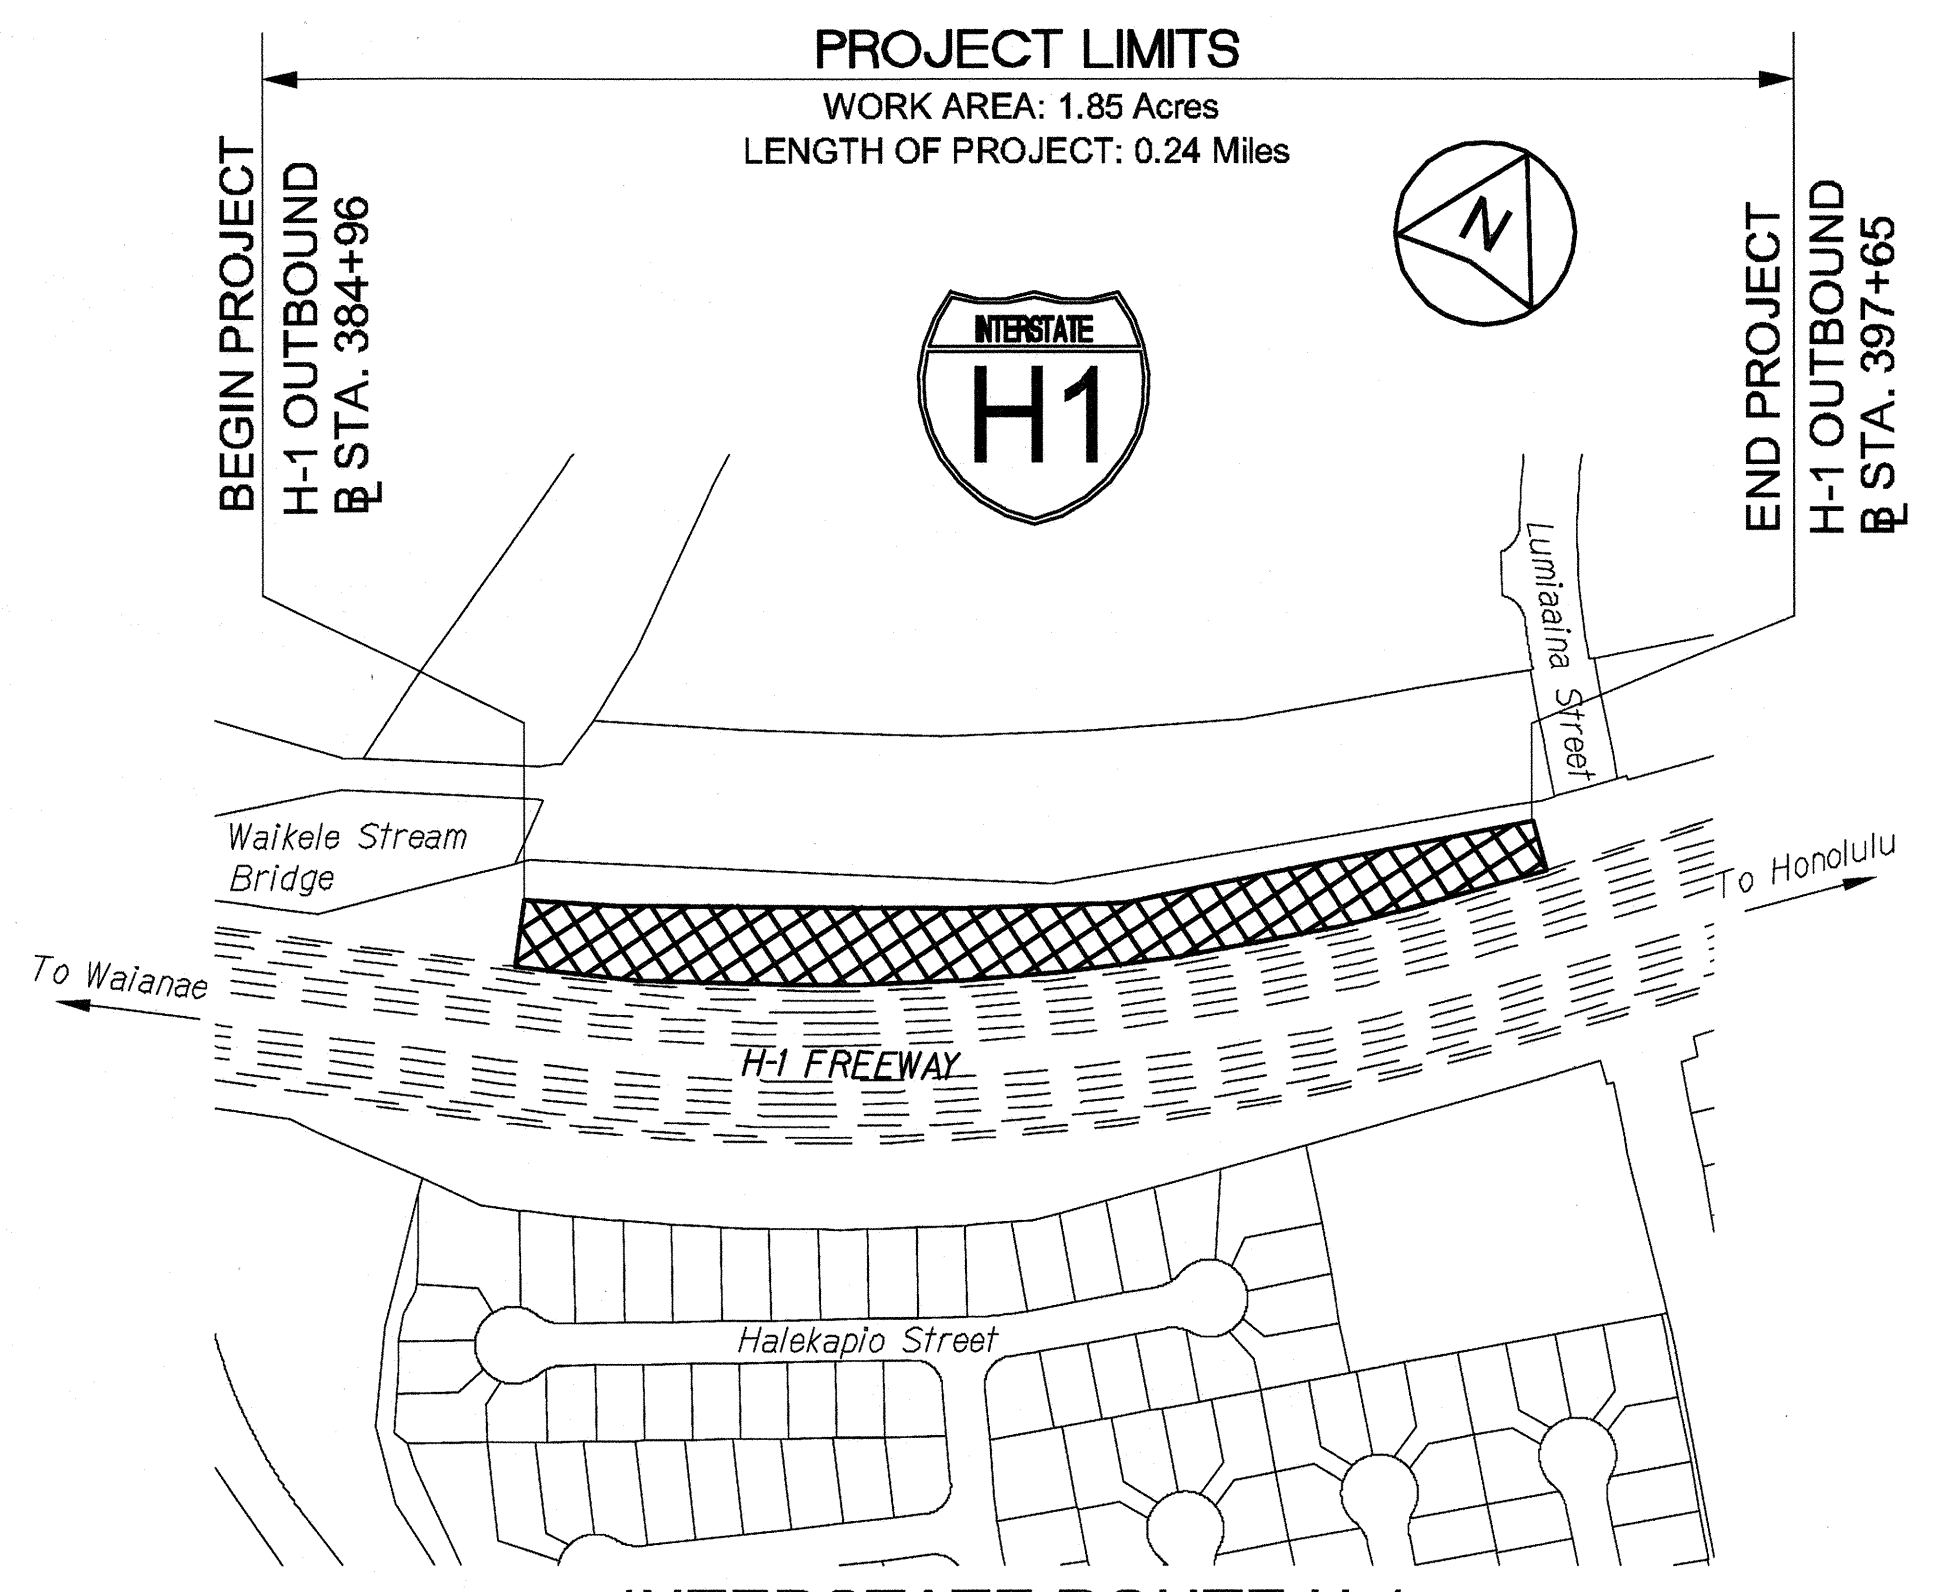 PROJECT LIMITS
WORK AREA: 1.85 Acres
LENGTH OF PROJECT: 0.24 Miles
BEGIN PROJECT
H-1 OUTBOUND
BL STA. 384+96
N
INTERSTATE
H1
END PROJECT
H-1 OUTBOUND
BL STA. 397+65
Lumiaaina Street
Waikele Stream
Bridge
To Honolulu
To Waianae
H-1 FREEWAY
Halekapio Street